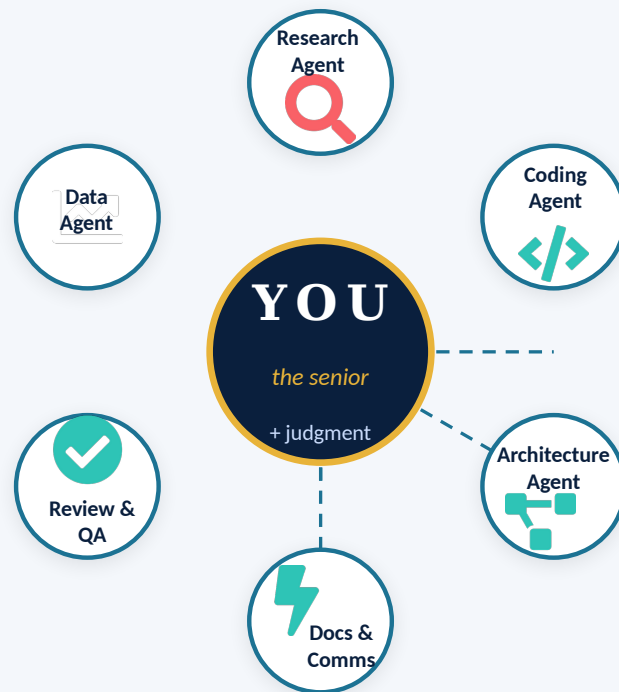 Research
Agent
Coding
Agent
Data
Agent
YOU
the senior
+ judgment
Architecture
Agent
Review &
QA
Docs &
Comms